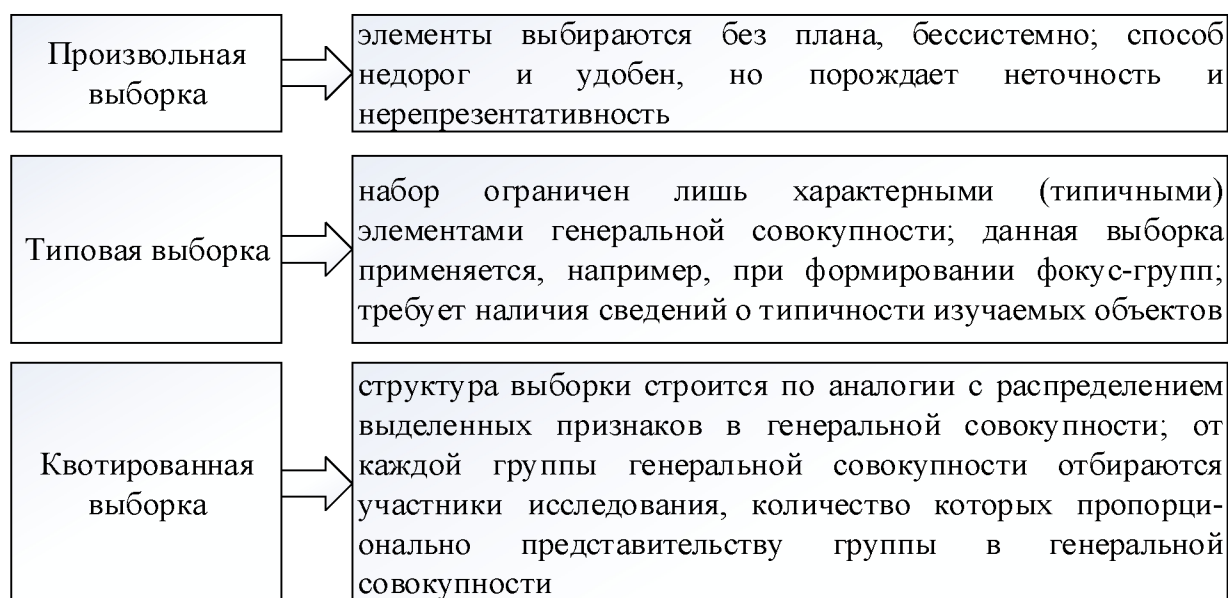 Произвольная
выборка
элементы выбираются без плана, бессистемно; способ
недорог и удобен, но порождает неточность и
нерепрезентативность
Типовая выборка
набор ограничен лишь характерными (типичными)
элементами генеральной совокупности; данная выборка
применяется, например, при формировании фокус-групп;
требует наличия сведений о типичности изучаемых объектов
Квотированная
выборка
структура выборки строится по аналогии с распределением
выделенных признаков в генеральной совокупности; от
каждой группы генеральной совокупности отбираются
участники исследования, количество которых пропорци-
онально представительству группы в генеральной
совокупности